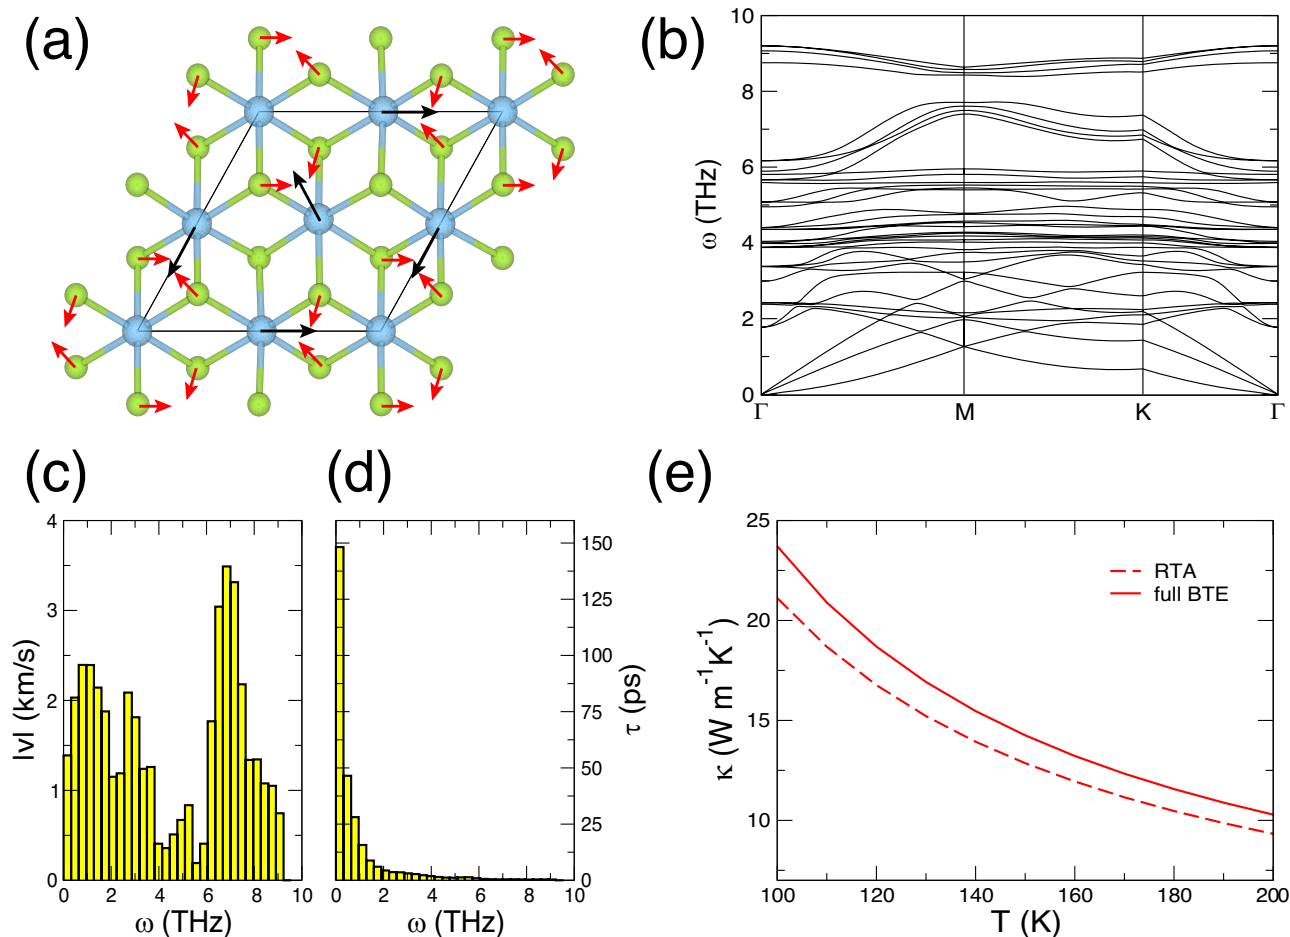 (a)
(b)
10
8
6
4
2
0
ω (THz)
Γ
M
K
Γ
(c)
4
3
2
1
0
|v| (km/s)
0
2
4
6
8
10
ω (THz)
(d)
150
125
100
75
50
25
0
τ (ps)
0
2
4
6
8
10
ω (THz)
(e)
25
20
15
10
κ (W m⁻¹K⁻¹)
RTA
full BTE
100
120
140
160
180
200
T (K)